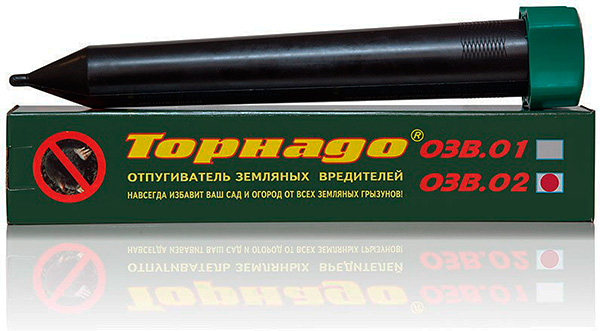 Торнадо® ОЗВ.01
ОТПУГИВАТЕЛЬ ЗЕМЛЯНЫХ ВРЕДИТЕЛЕЙ ОЗВ.02
НАВСЕГДА ИЗБАВИТ ВАШ САД И ОГОРОД ОТ ВСЕХ ЗЕМЛЯНЫХ ГРЫЗУНОВ!